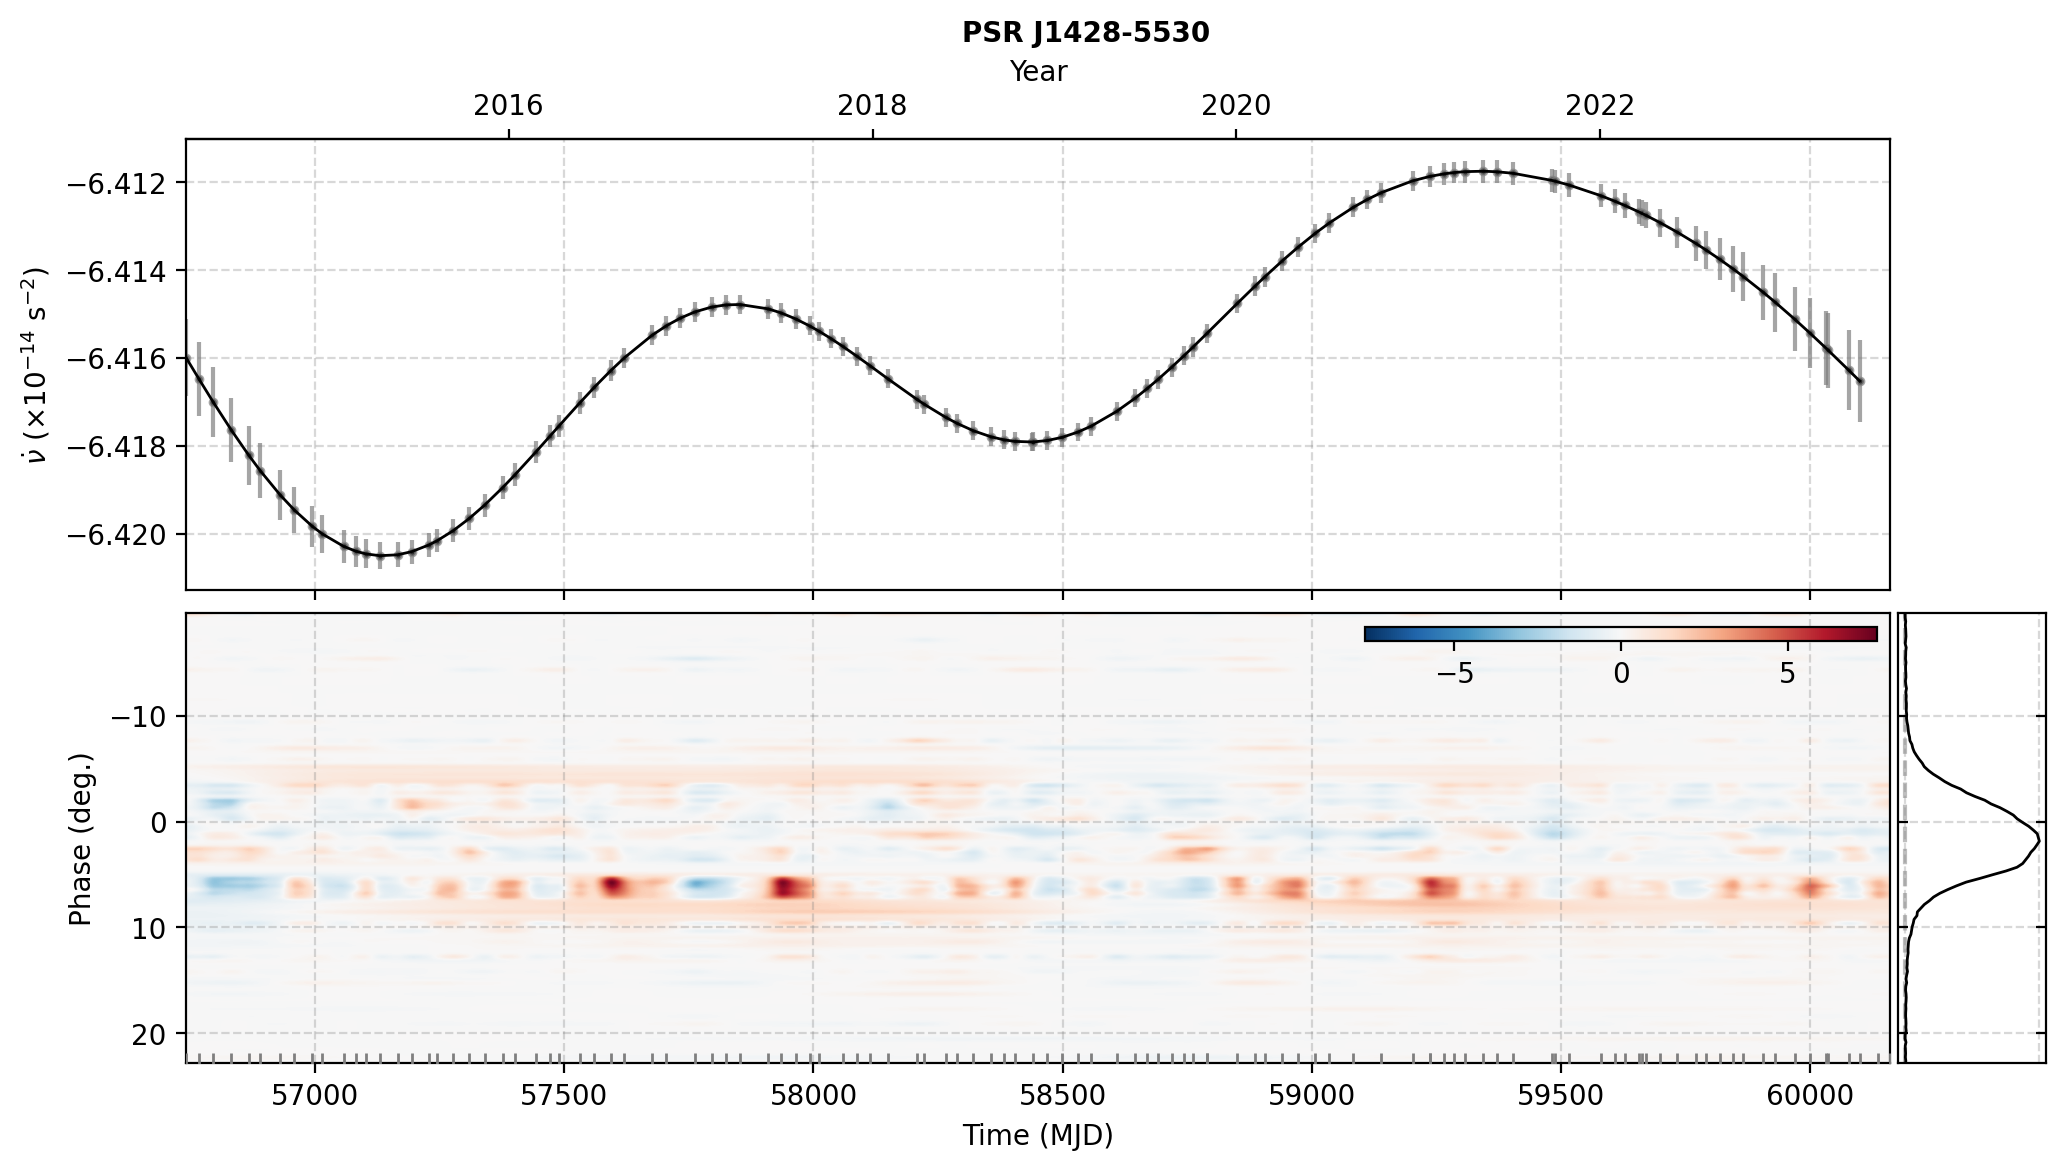 PSR J1428-5530
Year
2016 2018 2020 2022
ν̇ (×10⁻¹⁴ s⁻²)
−6.412
−6.414
−6.416
−6.418
−6.420
−5 0 5
Phase (deg.)
−10
0
10
20
57000 57500 58000 58500 59000 59500 60000
Time (MJD)